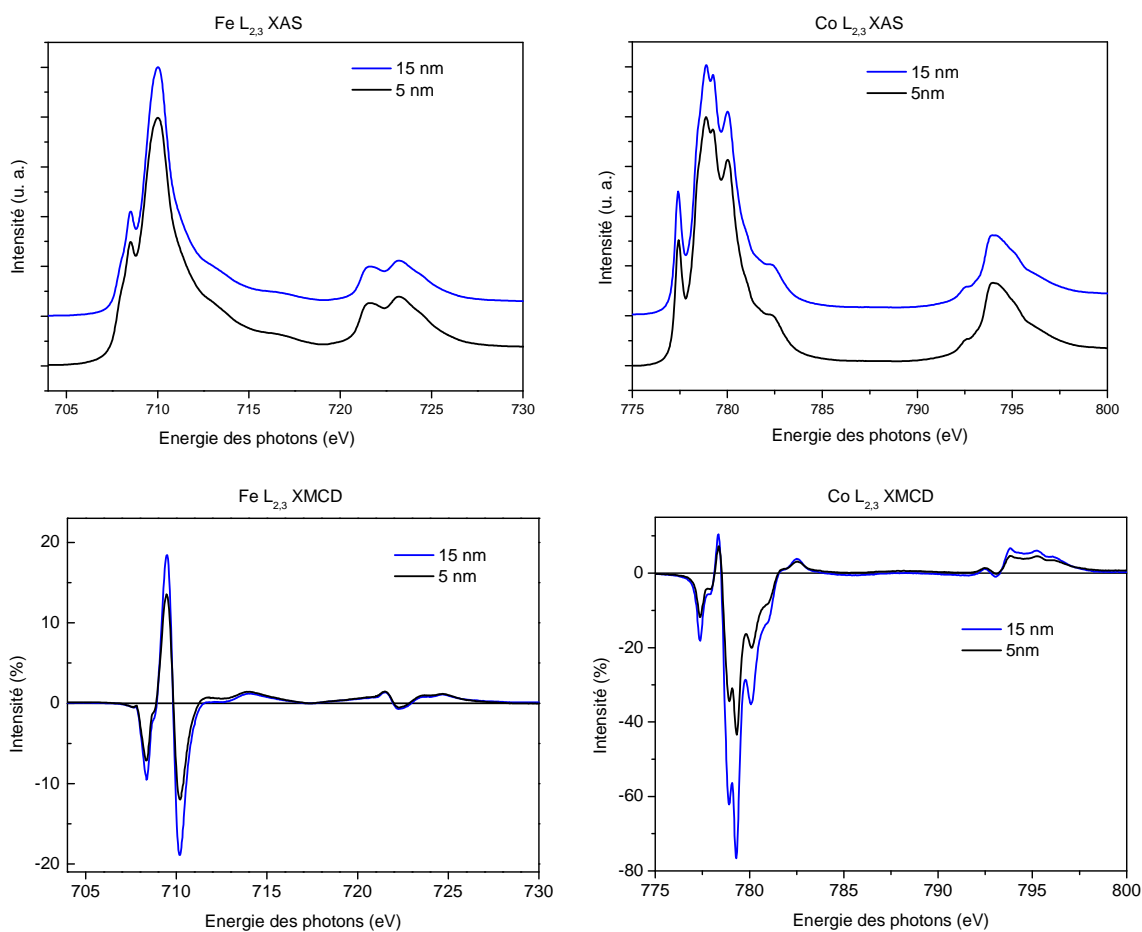 Fe L2,3 XAS
15 nm
5 nm
Intensité (u. a.)
705 710 715 720 725 730
Energie des photons (eV)
Co L2,3 XAS
15 nm
5nm
Intensité (u. a.)
775 780 785 790 795 800
Energie des photons (eV)
Fe L2,3 XMCD
20
10
0
-10
-20
15 nm
5 nm
Intensité (%)
705 710 715 720 725 730
Energie des photons (eV)
Co L2,3 XMCD
0
-20
-40
-60
-80
15 nm
5nm
Intensité (%)
775 780 785 790 795 800
Energie des photons (eV)